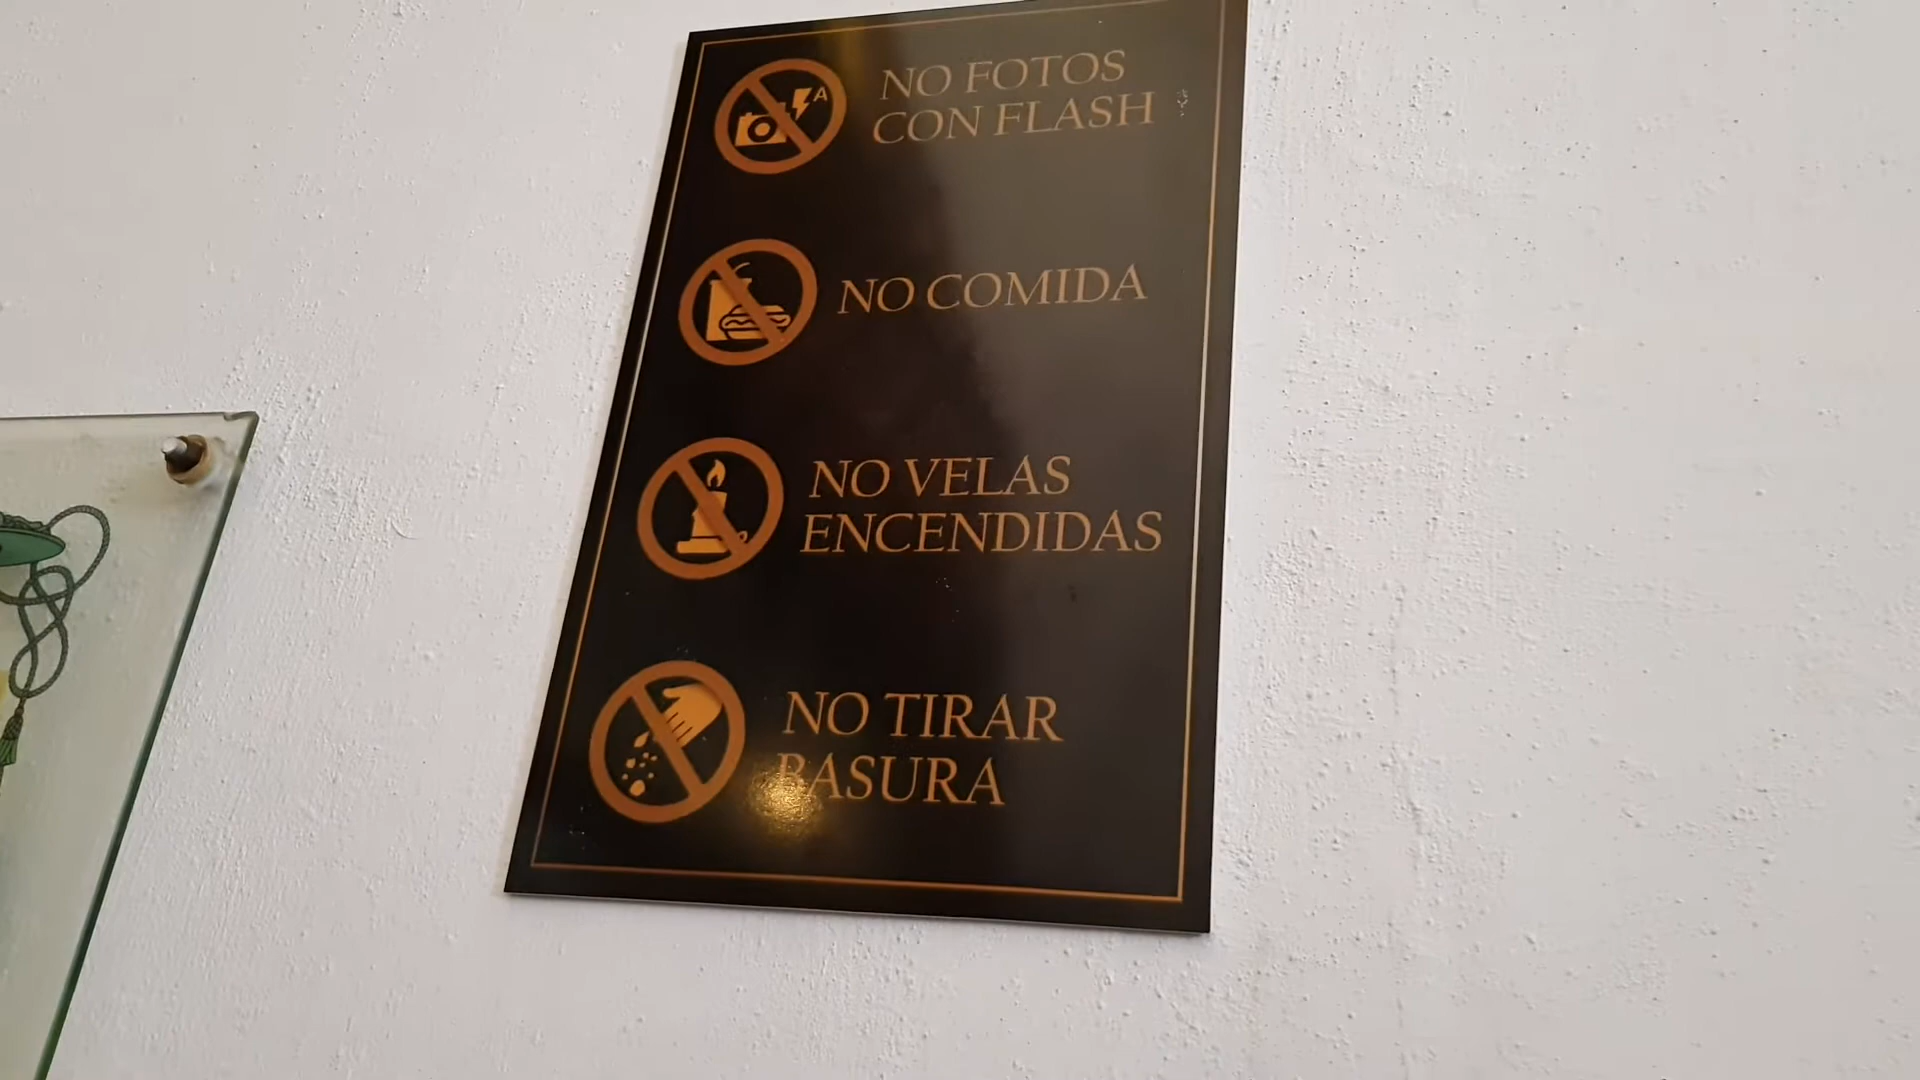 NO FOTOS
CON FLASH
A
NO COMIDA
NO VELAS
ENCENDIDAS
NO TIRAR
BASURA